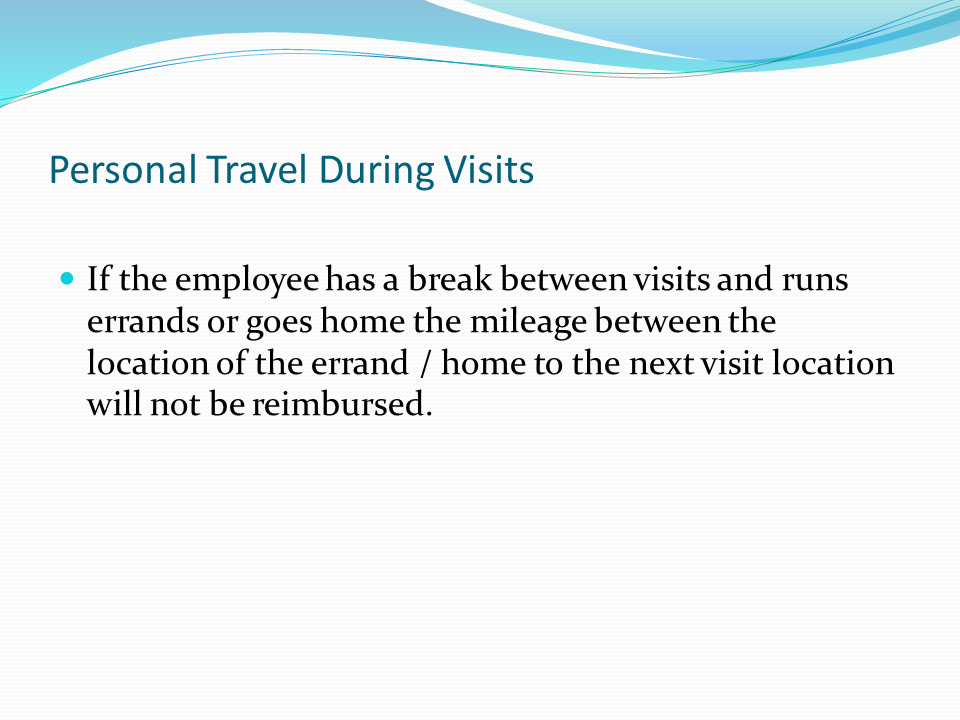 Personal Travel During Visits
If the employee has a break between visits and runs
errands or goes home the mileage between the
location of the errand / home to the next visit location
will not be reimbursed.